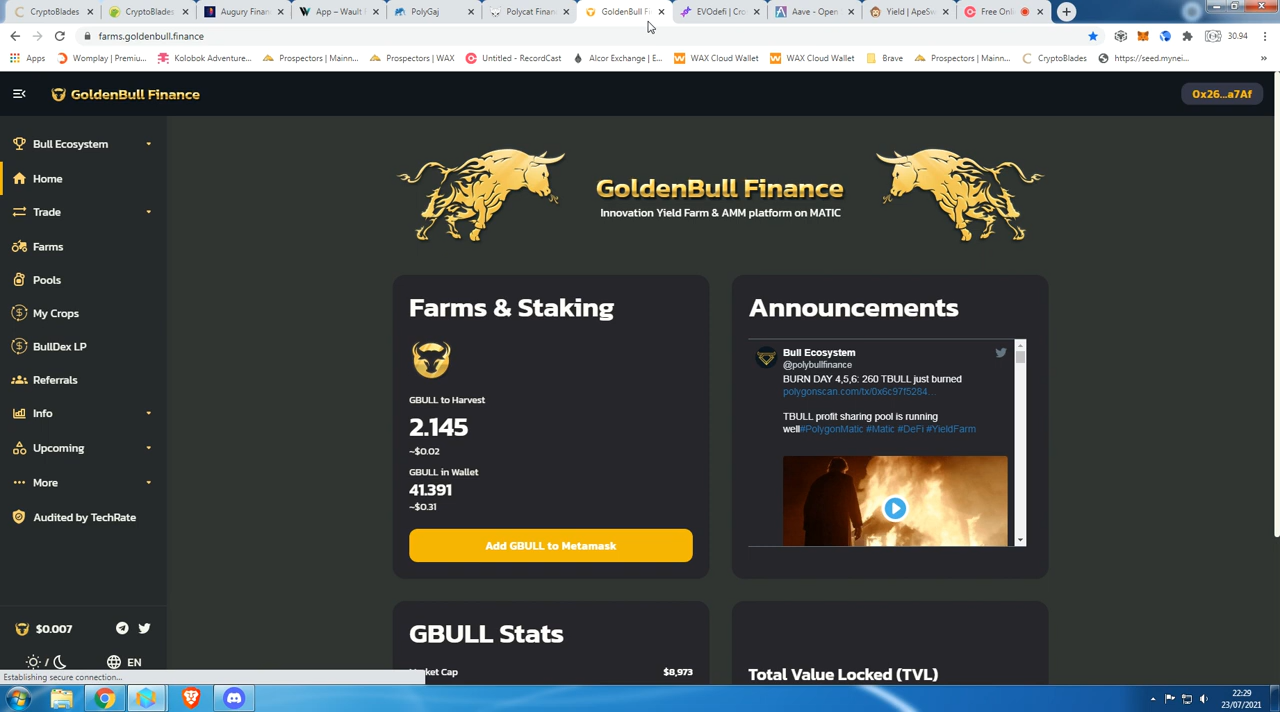 CryptoBlades
CryptoBlades
Augury Finan
App – Wault
PolyGaj
Polycat Finan
GoldenBull Fi
EVOdefi | Cro
Aave - Open
Yield | ApeSw
Free Onli
farms.goldenbull.finance
30.94
Apps
Womplay | Premiu...
Kolobok Adventure...
Prospectors | Mainn...
Prospectors | WAX
Untitled - RecordCast
Alcor Exchange | E...
WAX Cloud Wallet
WAX Cloud Wallet
Brave
Prospectors | Mainn...
CryptoBlades
https://seed.mynei...
»
GoldenBull Finance
0x26...a7Af
Bull Ecosystem
Home
Trade
Farms
Pools
My Crops
BullDex LP
Referrals
Info
Upcoming
More
Audited by TechRate
$0.007
/
EN
GoldenBull Finance
Innovation Yield Farm & AMM platform on MATIC
Farms & Staking
GBULL to Harvest
2.145
~$0.02
GBULL in Wallet
41.391
~$0.31
Add GBULL to Metamask
Announcements
Bull Ecosystem
@polybullfinance
BURN DAY 4,5,6: 260 TBULL just burned
polygonscan.com/tx/0x6c97f5284...
TBULL profit sharing pool is running
well#PolygonMatic #Matic #DeFi #YieldFarm
GBULL Stats
Market Cap
$8,973
Total Value Locked (TVL)
Establishing secure connection...
22:29
23/07/2021